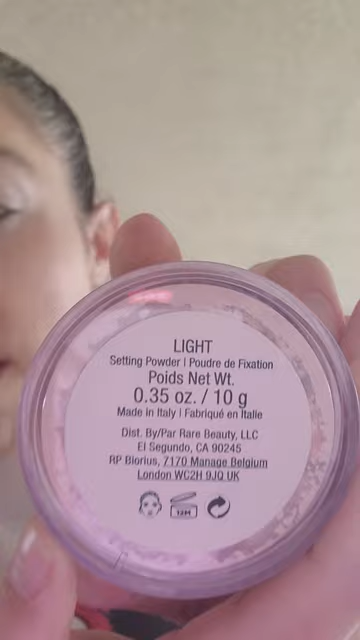 LIGHT
Setting Powder | Poudre de Fixation
Poids Net Wt.
0.35 oz. / 10 g
Made in Italy | Fabriqué en Italie
Dist. By/Par Rare Beauty, LLC
El Segundo, CA 90245
RP Biorius, 7170 Manage Belgium
London WC2H 9JQ UK
12M